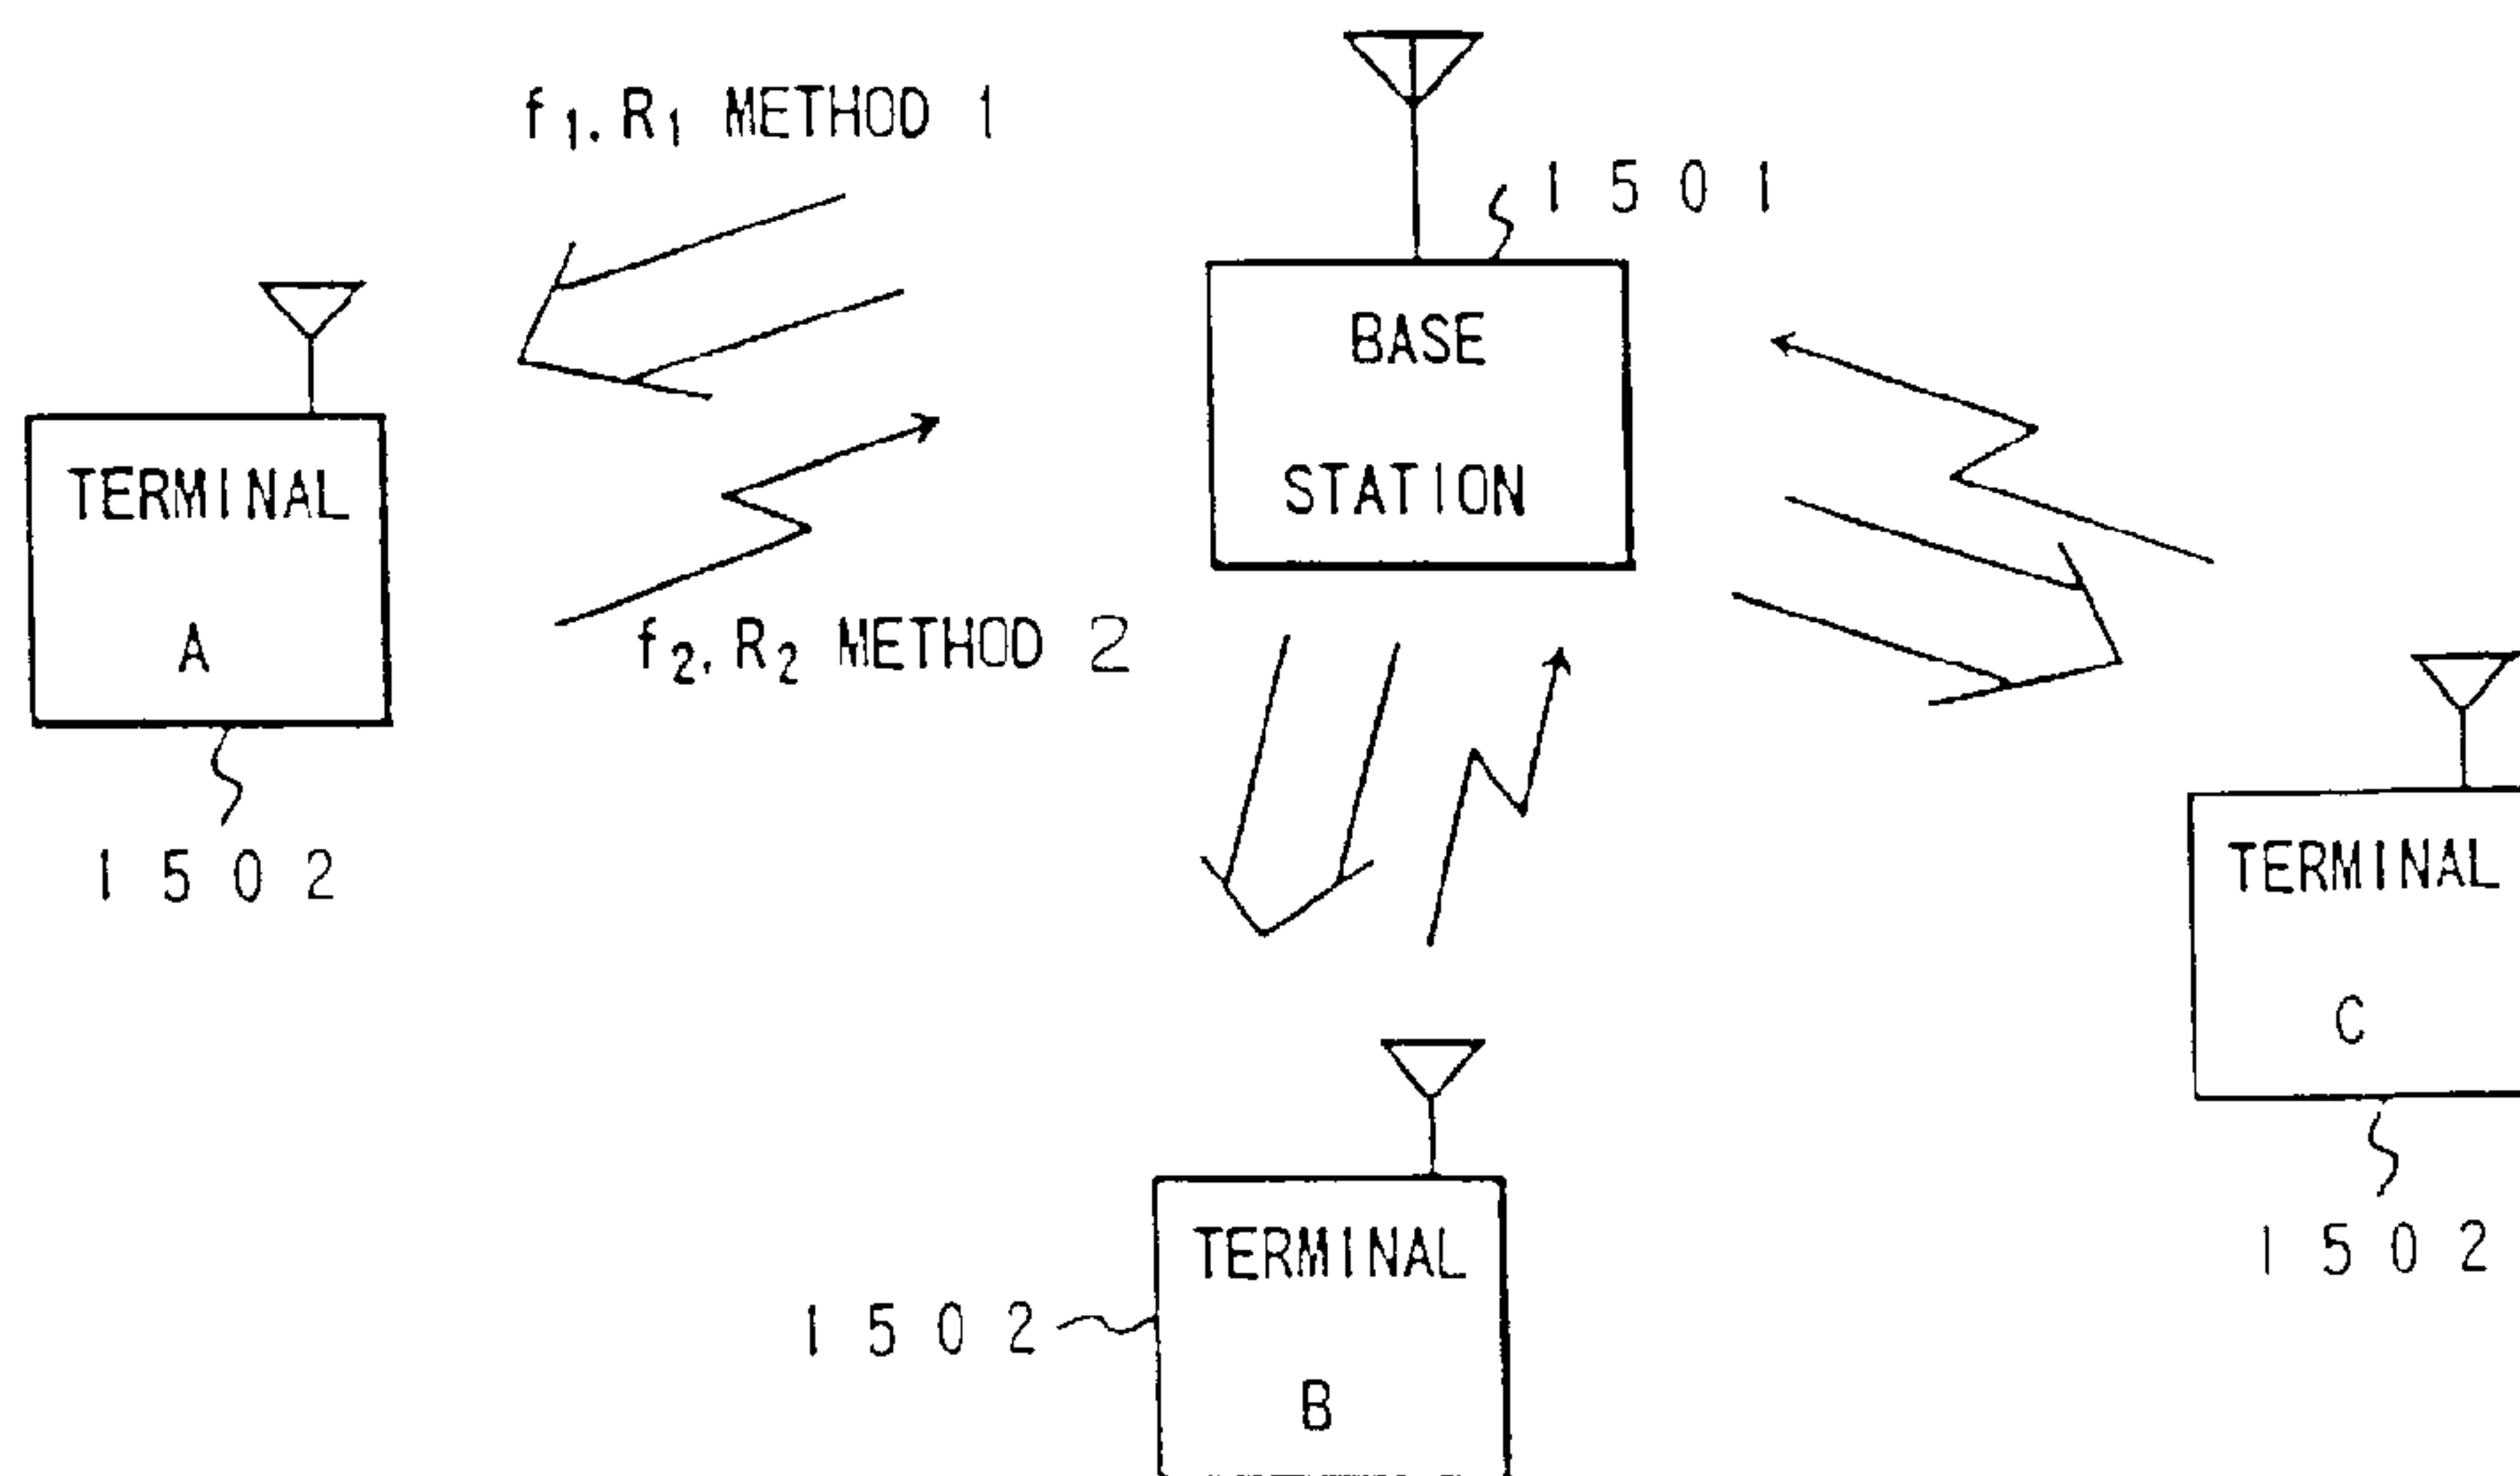 f₁. R₁ METHOD 1
1501
BASE
STATION
TERMINAL
A
f₂, R₂ METHOD 2
1502
TERMINAL
C
1502
TERMINAL
B
1502